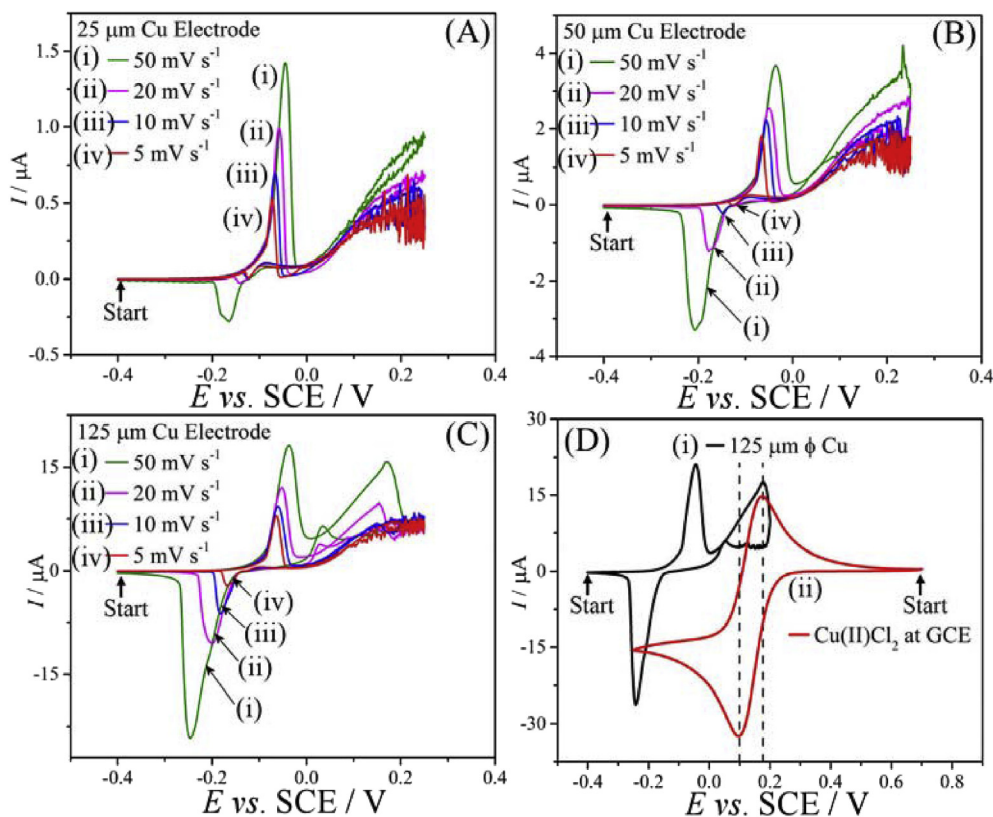 25 μm Cu Electrode
(A)
(i) 50 mV s-1
(ii) 20 mV s-1
(iii) 10 mV s-1
(iv) 5 mV s-1
(i)
(ii)
(iii)
(iv)
Start
1.5
1.0
0.5
0.0
-0.5
I / μA
-0.4 -0.2 0.0 0.2 0.4
E vs. SCE / V
50 μm Cu Electrode
(B)
(i) 50 mV s-1
(ii) 20 mV s-1
(iii) 10 mV s-1
(iv) 5 mV s-1
(iv)
(iii)
(ii)
(i)
Start
4
2
0
-2
-4
I / μA
-0.4 -0.2 0.0 0.2 0.4
E vs. SCE / V
125 μm Cu Electrode
(C)
(i) 50 mV s-1
(ii) 20 mV s-1
(iii) 10 mV s-1
(iv) 5 mV s-1
(iv)
(iii)
(ii)
(i)
Start
15
0
-15
I / μA
-0.4 -0.2 0.0 0.2 0.4
E vs. SCE / V
(D)
(i) 125 μm ϕ Cu
Start
Start
(ii)
Cu(II)Cl2 at GCE
30
15
0
-15
-30
I / μA
-0.4 -0.2 0.0 0.2 0.4 0.6 0.8
E vs. SCE / V